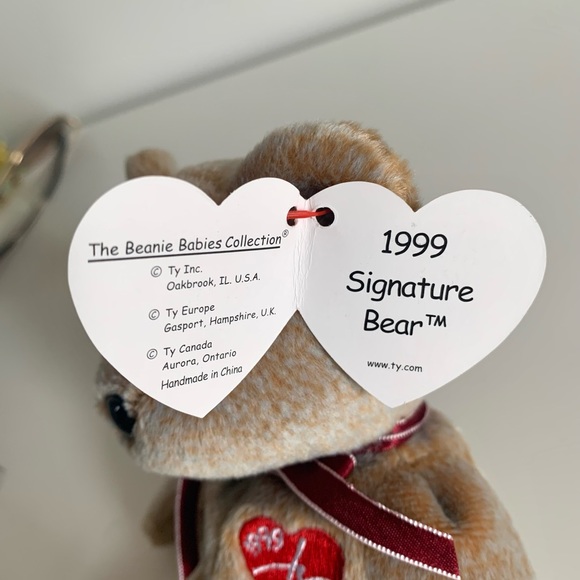 The Beanie Babies Collection®
© Ty Inc.
Oakbrook, IL. U.S.A.
© Ty Europe
Gasport, Hampshire, U.K.
© Ty Canada
Aurora, Ontario
Handmade in China
1999
Signature
Bear™
www.ty.com
1999